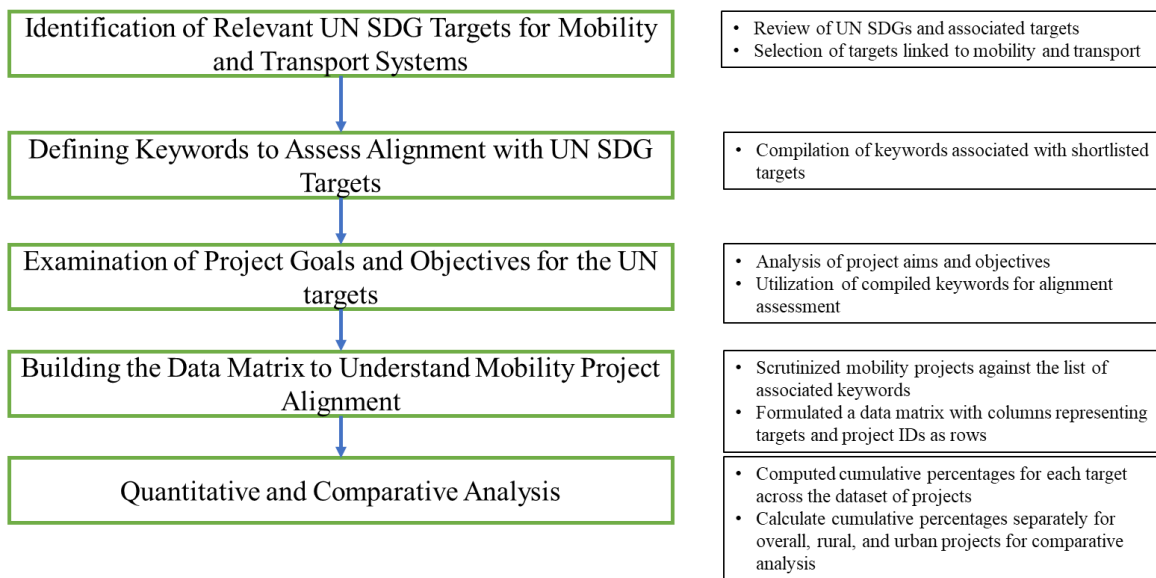 Identification of Relevant UN SDG Targets for Mobility
and Transport Systems
• Review of UN SDGs and associated targets
• Selection of targets linked to mobility and transport
Defining Keywords to Assess Alignment with UN SDG
Targets
• Compilation of keywords associated with shortlisted
targets
Examination of Project Goals and Objectives for the UN
targets
• Analysis of project aims and objectives
• Utilization of compiled keywords for alignment
assessment
Building the Data Matrix to Understand Mobility Project
Alignment
• Scrutinized mobility projects against the list of
associated keywords
• Formulated a data matrix with columns representing
targets and project IDs as rows
Quantitative and Comparative Analysis
• Computed cumulative percentages for each target
across the dataset of projects
• Calculate cumulative percentages separately for
overall, rural, and urban projects for comparative
analysis